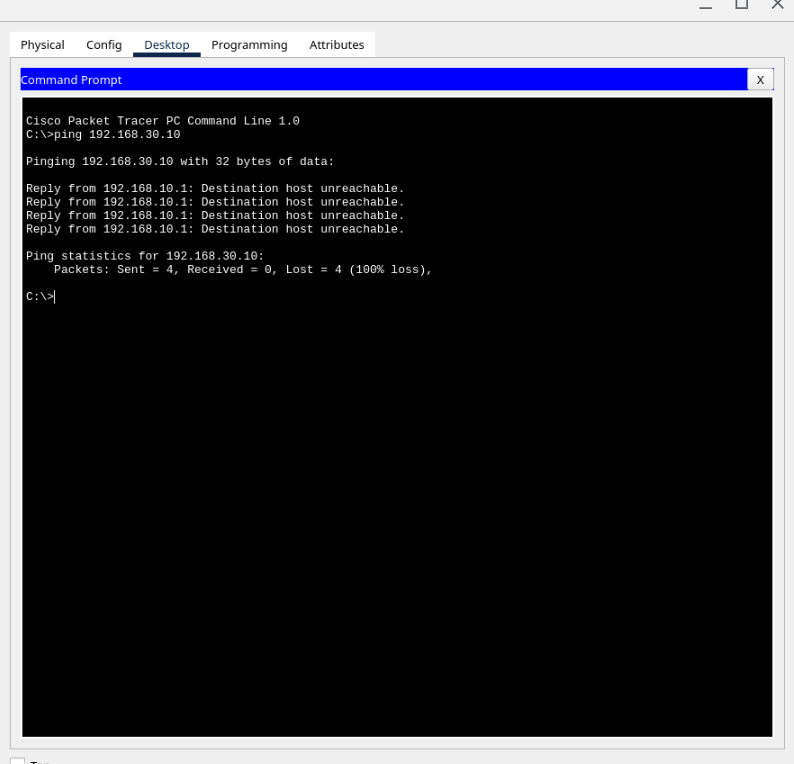 Physical Config Desktop Programming Attributes
Command Prompt X
Cisco Packet Tracer PC Command Line 1.0
C:\>ping 192.168.30.10
Pinging 192.168.30.10 with 32 bytes of data:
Reply from 192.168.10.1: Destination host unreachable.
Reply from 192.168.10.1: Destination host unreachable.
Reply from 192.168.10.1: Destination host unreachable.
Reply from 192.168.10.1: Destination host unreachable.
Ping statistics for 192.168.30.10:
Packets: Sent = 4, Received = 0, Lost = 4 (100% loss),
C:\>